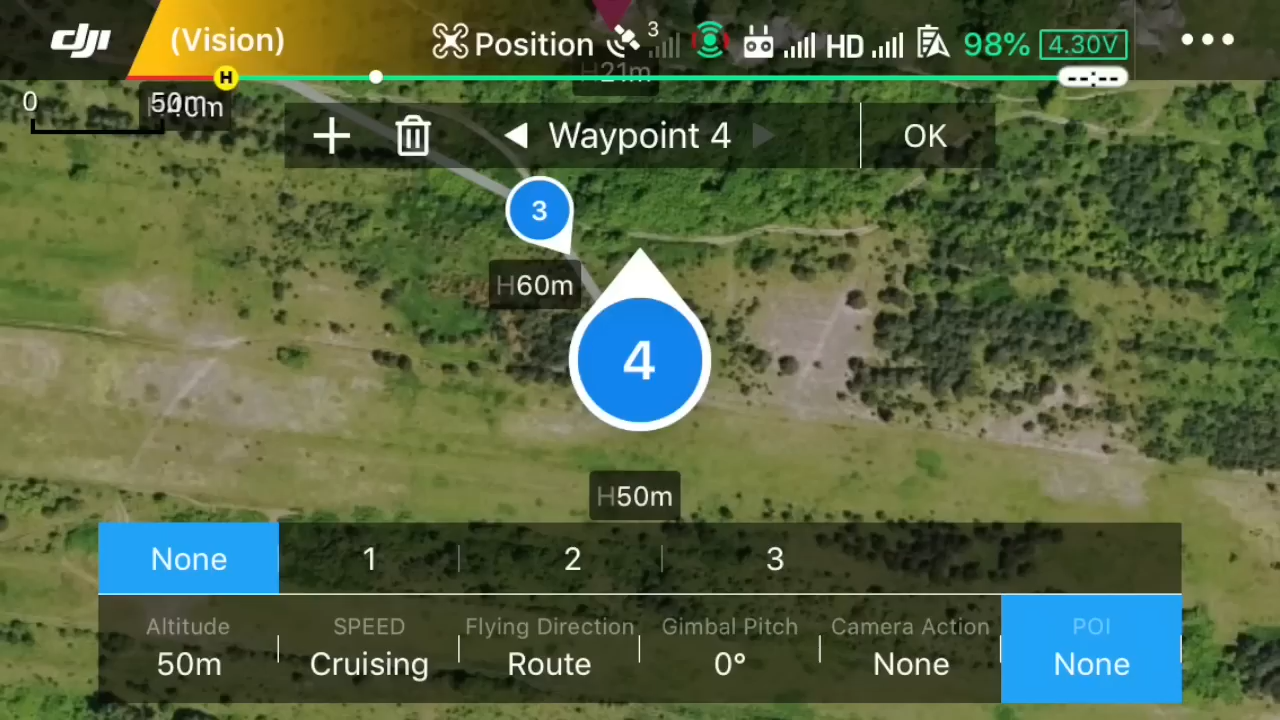 dji (Vision) Position 3 HD 98% 4.30V
H21m
0 50m
Waypoint 4 OK
3
H60m
4
H50m
None 1 2 3
Altitude SPEED Flying Direction Gimbal Pitch Camera Action POI
50m Cruising Route 0° None None